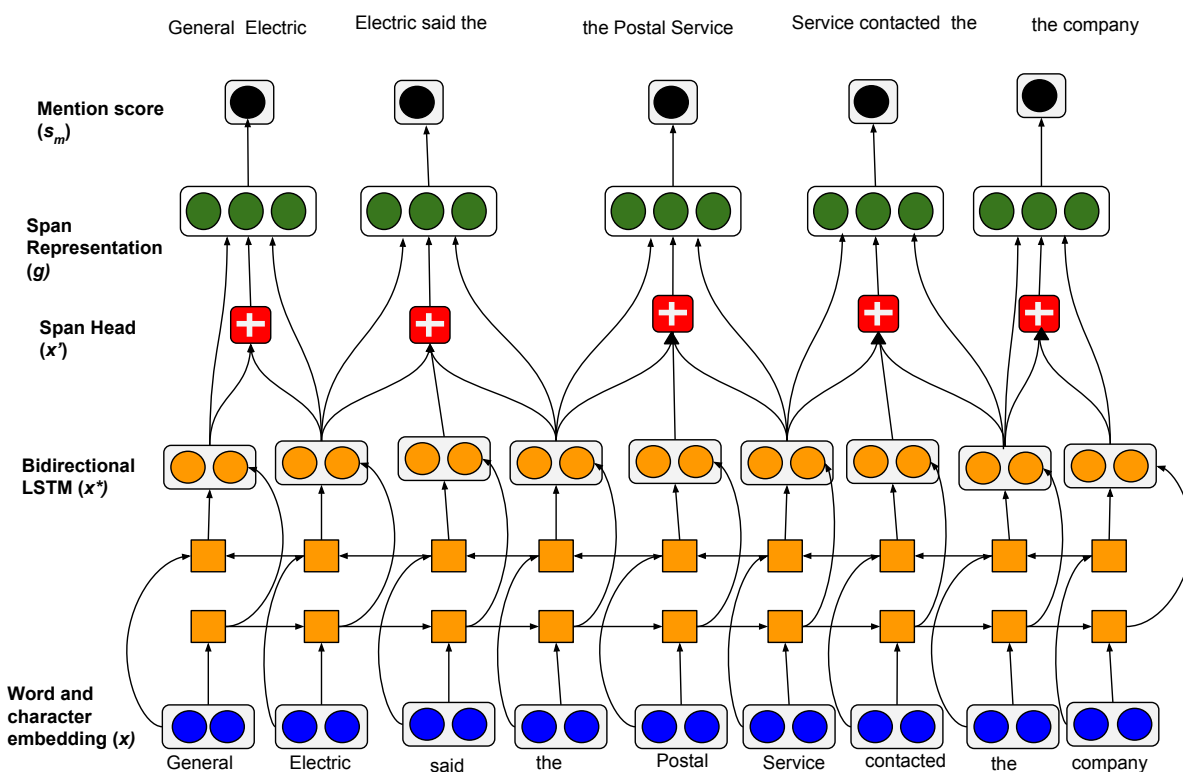 General  Electric
Electric said the
the Postal Service
Service contacted  the
the company
Mention score
(s_m)
Span
Representation
(g)
Span Head
(x')
Bidirectional
LSTM (x*)
Word and
character
embedding (x)
General
Electric
said
the
Postal
Service
contacted
the
company